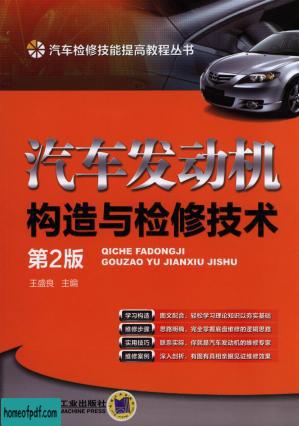 汽车检修技能提高教程丛书
汽车发动机
构造与检修技术
第2版
QICHE FADONGJI
GOUZAO YU JIANXIU JISHU
王盛良 主编
学习构造 图文配合，轻松学习理论知识以夯实基础
维修步骤 思路明确，完全掌握底盘维修的逻辑思路
实用技巧 联系实际，你就是汽车发动机的维修专家
维修案例 深入剖析，有图有真相亲眼见证维修效果
工业出版社
MACHINE PRESS
homeofpdf.com